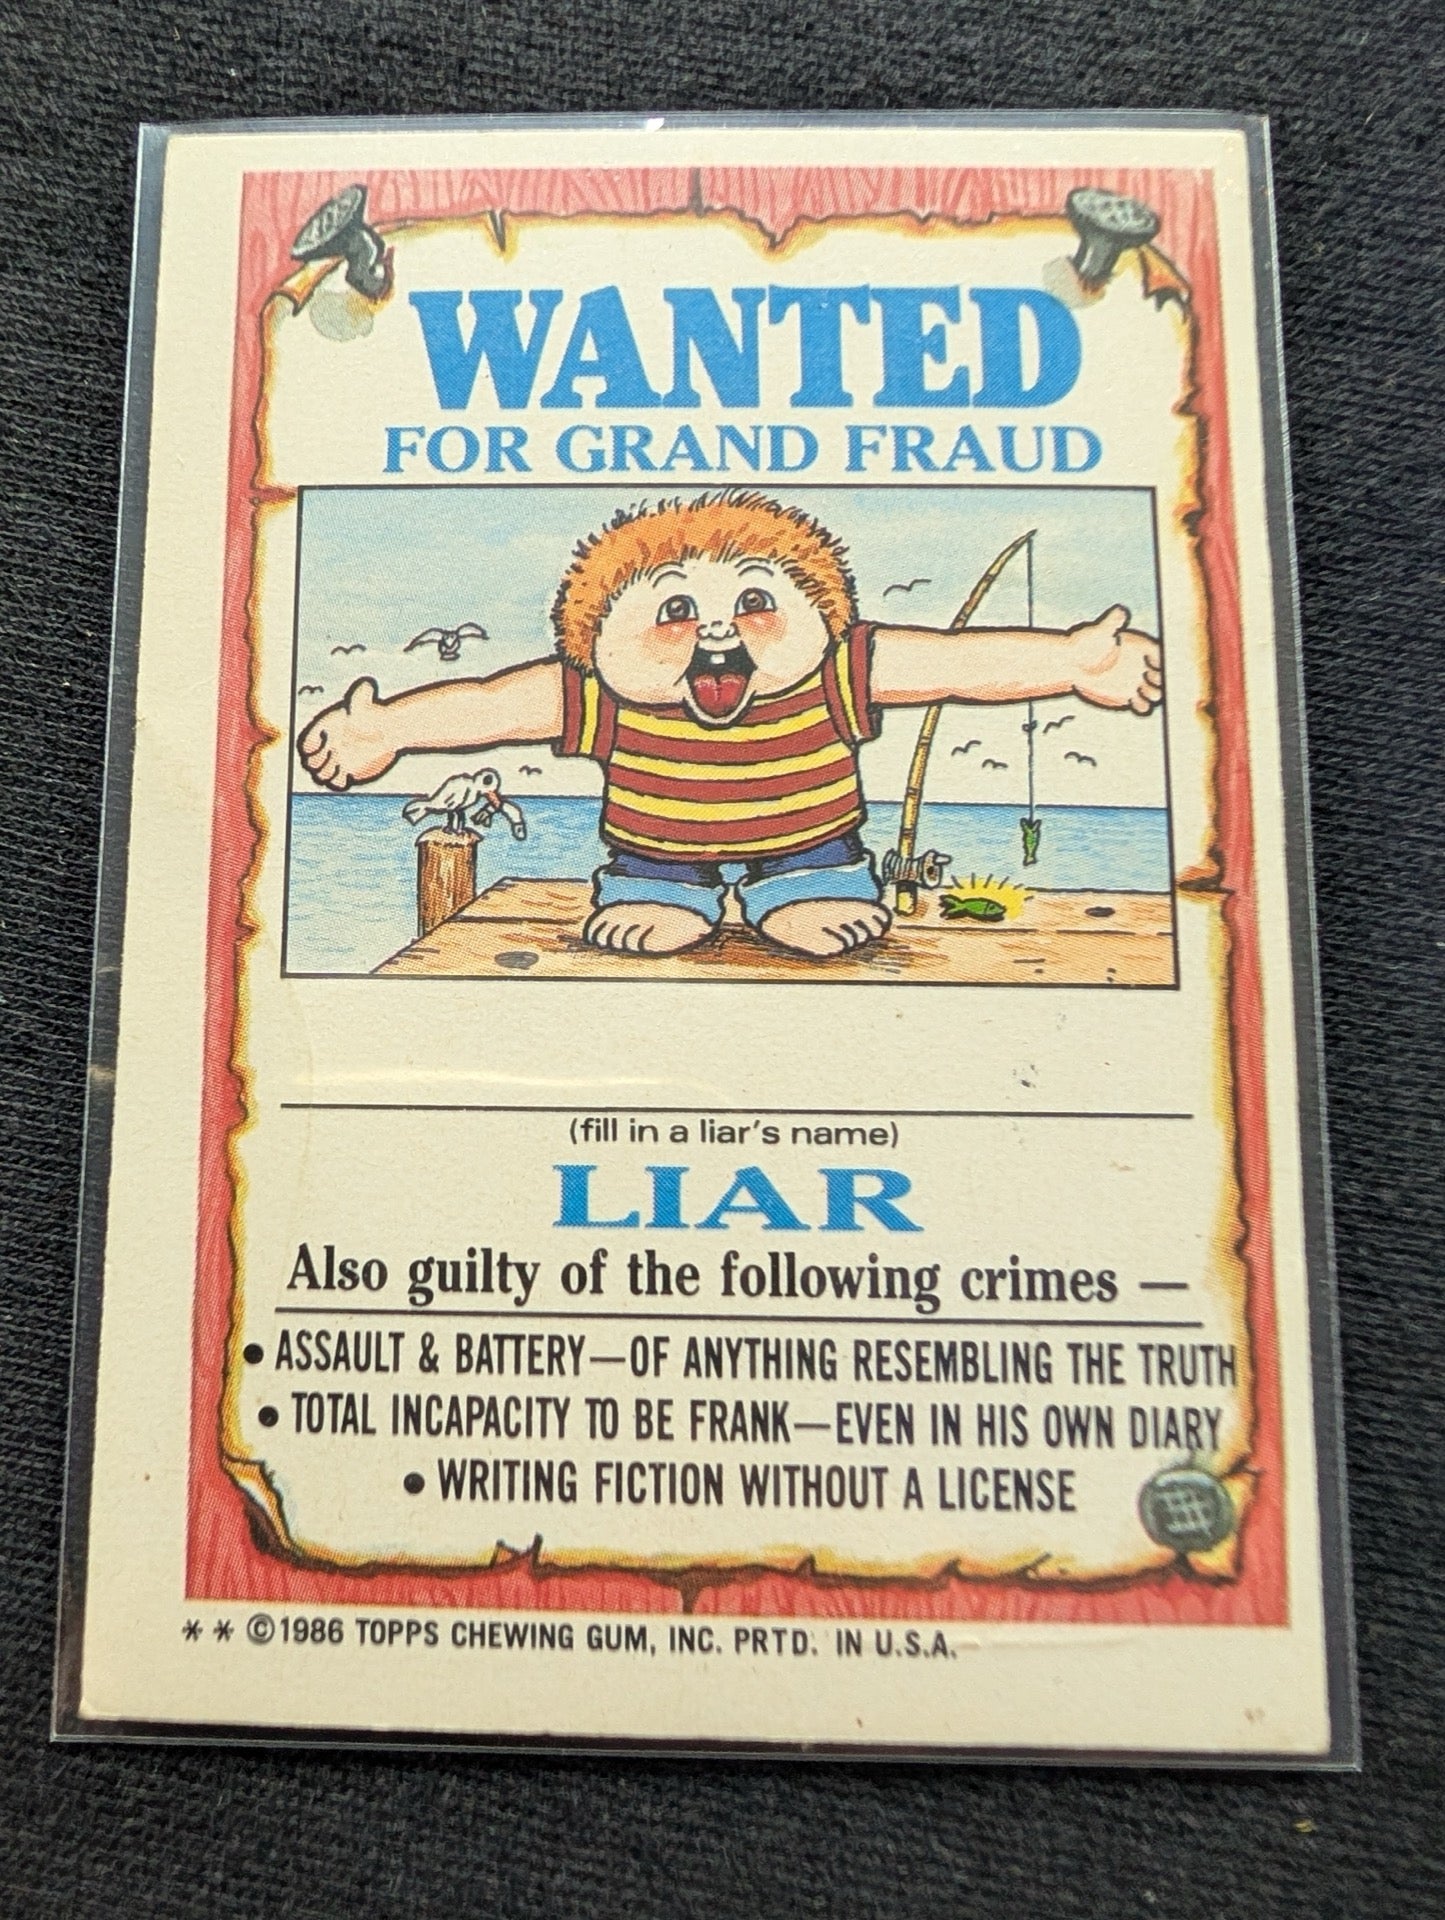 WANTED
FOR GRAND FRAUD
(fill in a liar's name)
LIAR
Also guilty of the following crimes —
• ASSAULT & BATTERY—OF ANYTHING RESEMBLING THE TRUTH
• TOTAL INCAPACITY TO BE FRANK—EVEN IN HIS OWN DIARY
• WRITING FICTION WITHOUT A LICENSE
* * ©1986 TOPPS CHEWING GUM, INC. PRTD. IN U.S.A.